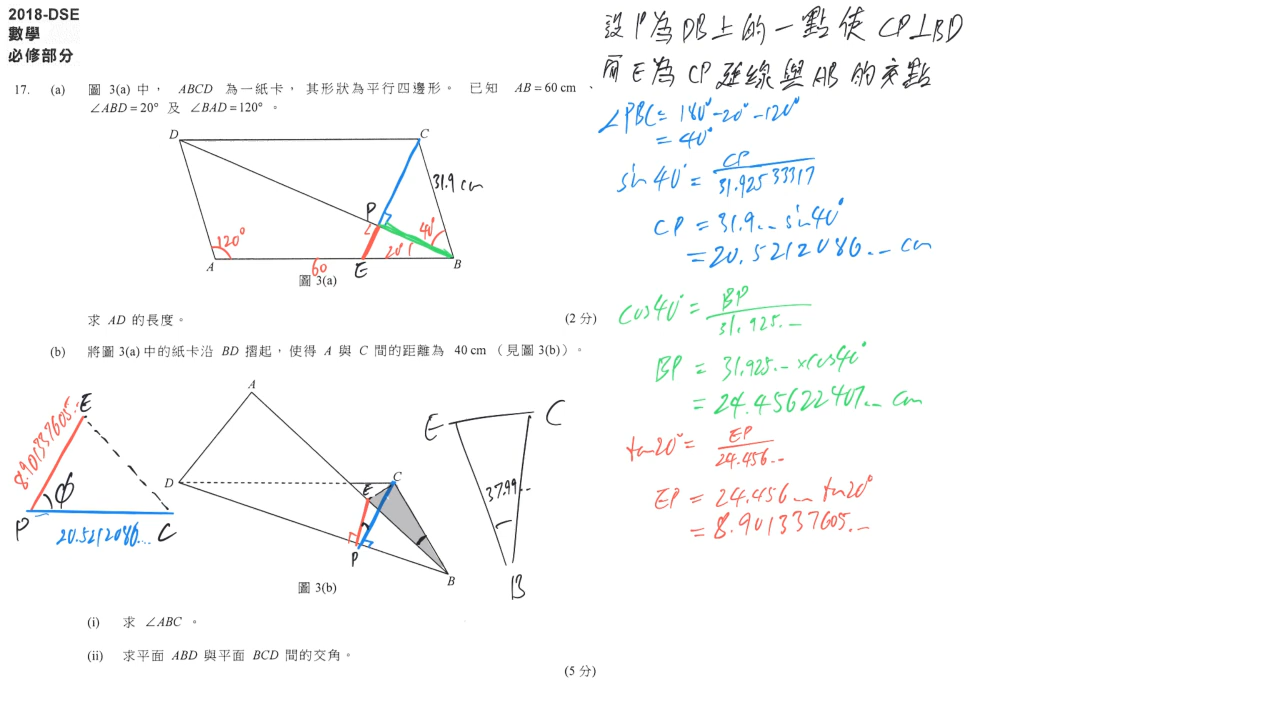 2018-DSE
數學
必修部分
17. (a) 圖 3(a) 中，ABCD 為一紙卡，其形狀為平行四邊形。已知 AB = 60 cm、
∠ABD = 20° 及 ∠BAD = 120°。
D
C
31.9 cm
P
120°
40°
20°
A
60
E
B
圖 3(a)
求 AD 的長度。 (2 分)
(b) 將圖 3(a) 中的紙卡沿 BD 摺起，使得 A 與 C 間的距離為 40 cm（見圖 3(b)）。
E
8.901337605...
φ
P
20.5212086...
C
A
D
C
E
P
B
圖 3(b)
E
C
37.99...
B
(i) 求 ∠ABC。
(ii) 求平面 ABD 與平面 BCD 間的交角。
(5 分)
設 P 為 DB 上的一點使 CP⊥BD
而 E 為 CP 延線與 AB 的交點
∠PBC = 180° - 20° - 120°
= 40°
sin 40° = CP / 31.92533317
CP = 31.9... sin 40°
= 20.5212086... cm
cos 40° = BP / 31.925...
BP = 31.925... × cos 40°
= 24.45622407... cm
tan 20° = EP / 24.456...
EP = 24.456... tan 20°
= 8.901337605...